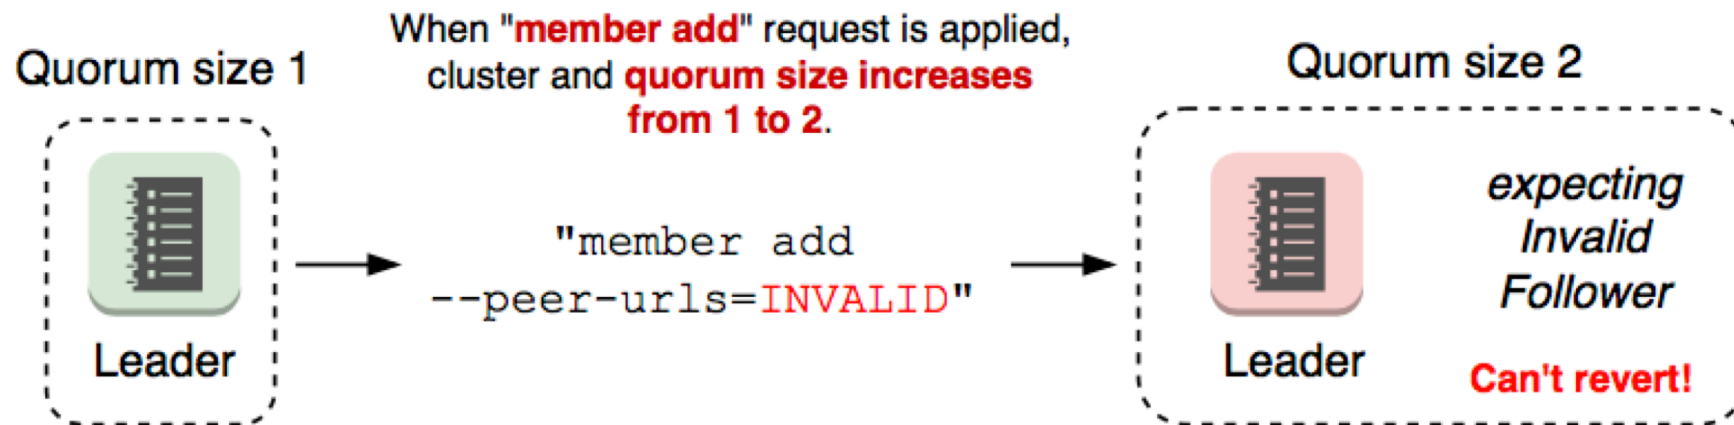 Quorum size 1
Leader
When "member add" request is applied,
cluster and quorum size increases
from 1 to 2.
"member add
--peer-urls=INVALID"
Quorum size 2
Leader
expecting
Invalid
Follower
Can't revert!